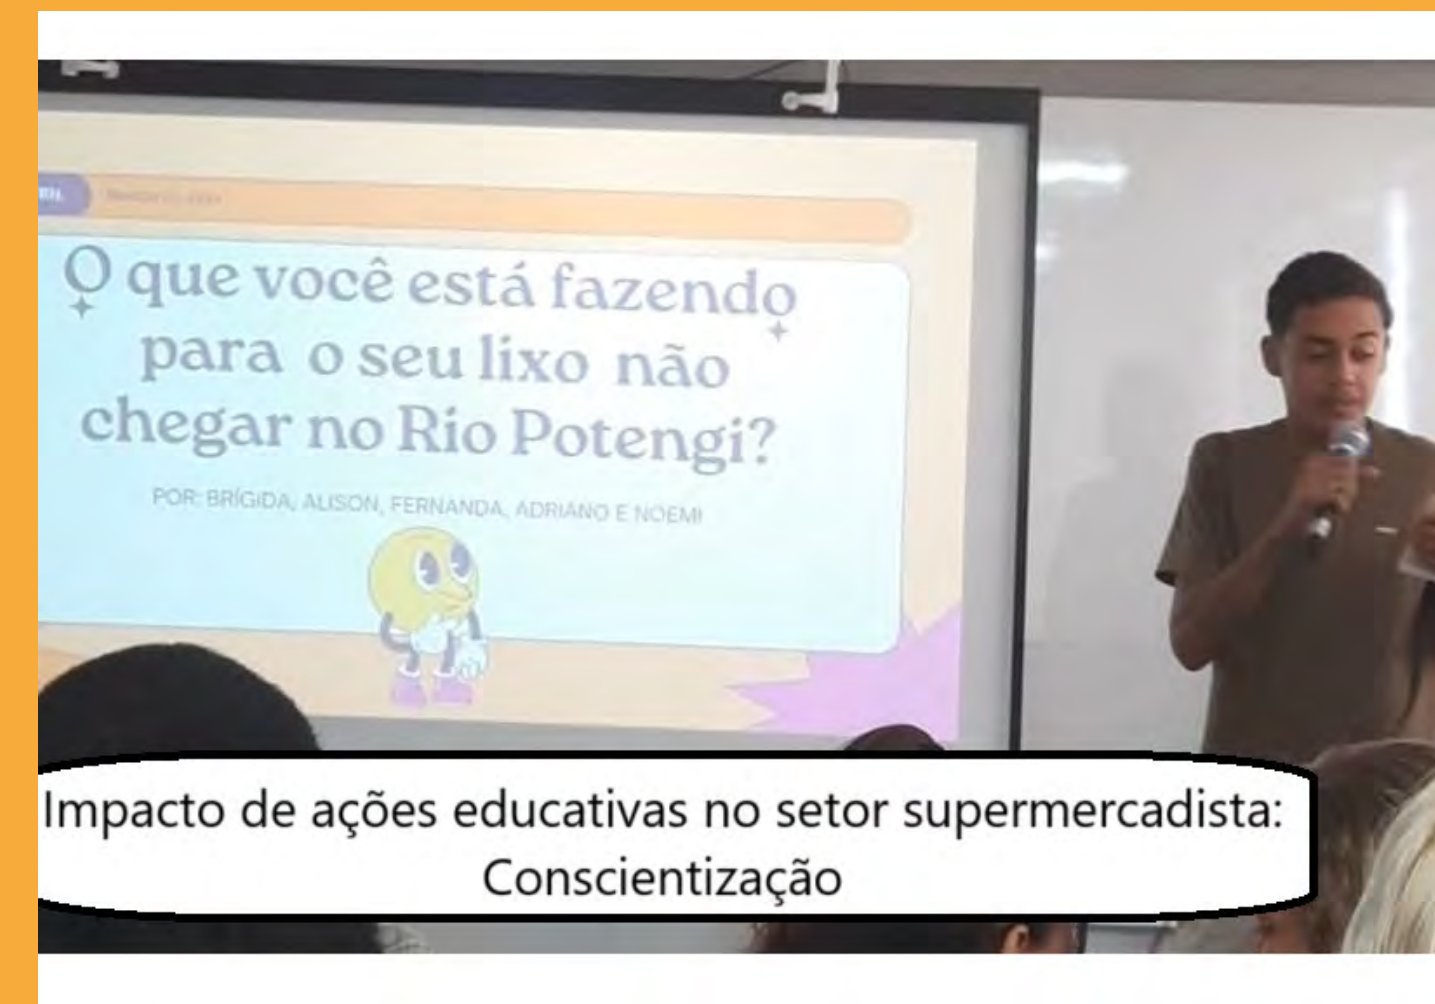 O que você está fazendo
para o seu lixo não
chegar no Rio Potengi?
POR: BRÍGIDA, ALISON, FERNANDA, ADRIANO E NOEMI
Impacto de ações educativas no setor supermercadista:
Conscientização